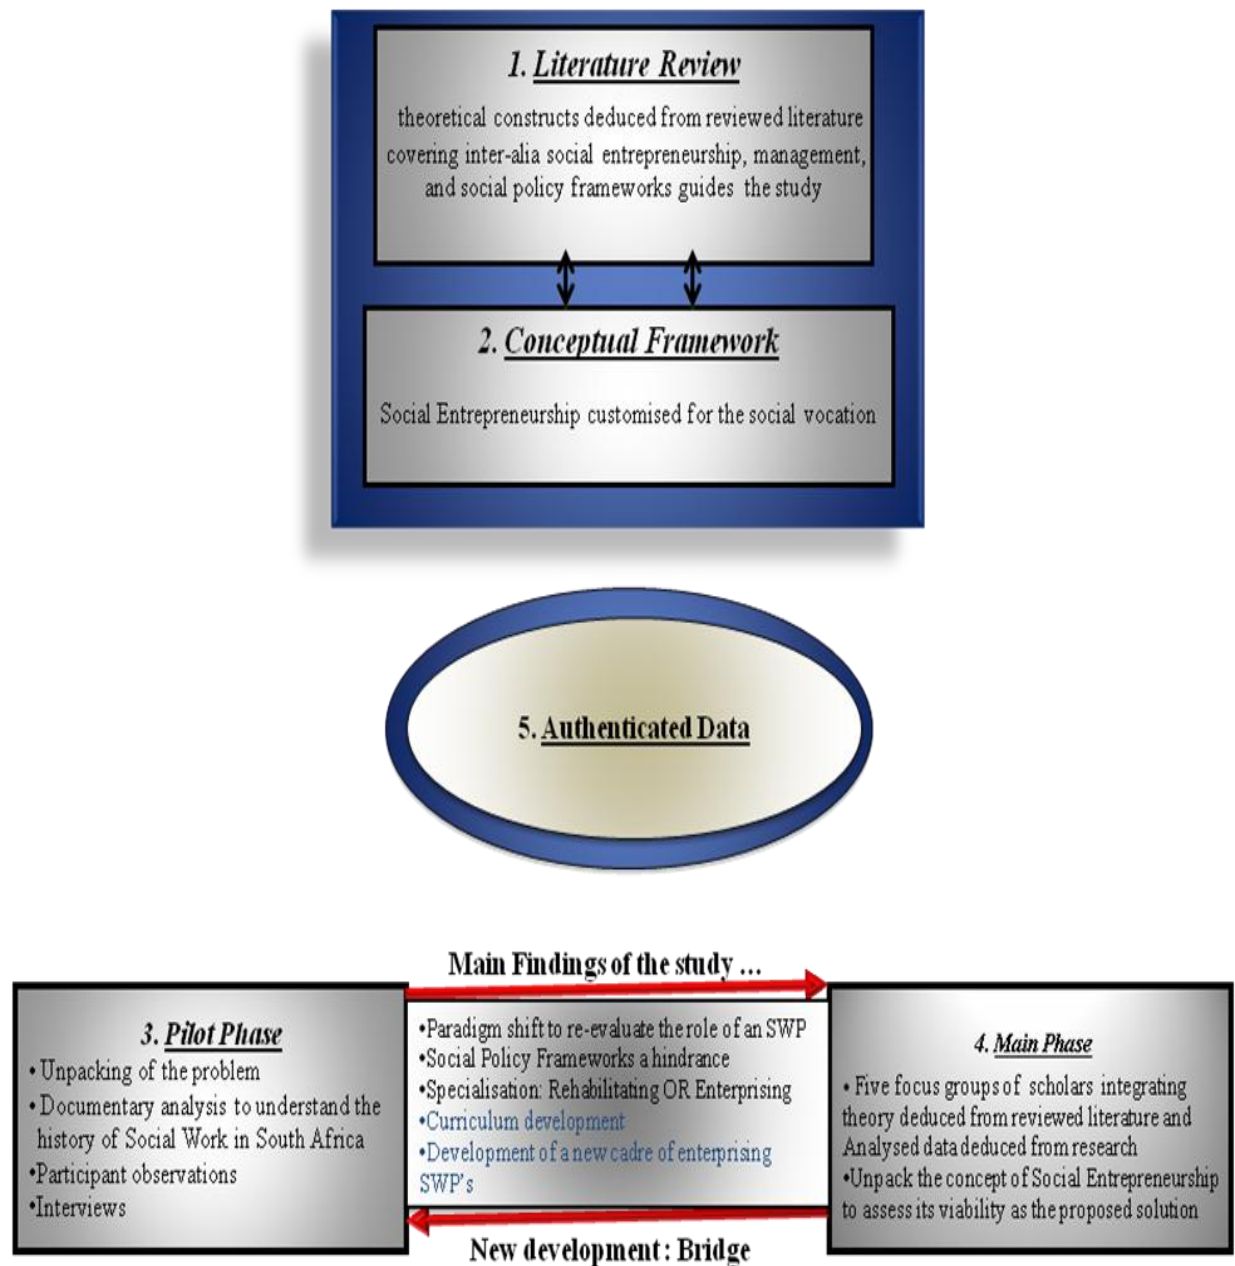 1. Literature Review
theoretical constructs deduced from reviewed literature
covering inter-alia social entrepreneurship, management,
and social policy frameworks guides the study
2. Conceptual Framework
Social Entrepreneurship customised for the social vocation
5. Authenticated Data
Main Findings of the study ...
3. Pilot Phase
• Unpacking of the problem
• Documentary analysis to understand the
history of Social Work in South Africa
•Participant observations
•Interviews
•Paradigm shift to re-evaluate the role of an SWP
•Social Policy Frameworks a hindrance
•Specialisation: Rehabilitating OR Enterprising
•Curriculum development
•Development of a new cadre of enterprising
SWP's
4. Main Phase
• Five focus groups of scholars integrating
theory deduced from reviewed literature and
Analysed data deduced from research
•Unpack the concept of Social Entrepreneurship
to assess its viability as the proposed solution
New development : Bridge